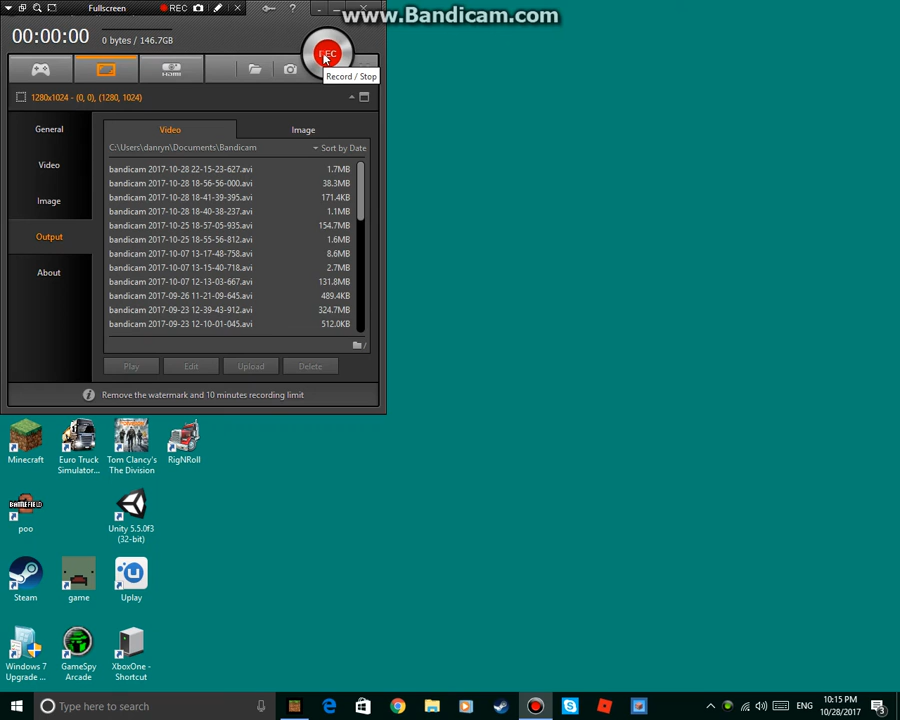 Fullscreen
REC
www.Bandicam.com
00:00:00
0 bytes / 146.7GB
REC
Record / Stop
HDMI
1280x1024 - (0, 0), (1280, 1024)
General
Video
Image
Output
About
Video
Image
C:\Users\danryn\Documents\Bandicam
Sort by Date
bandicam 2017-10-28 22-15-23-627.avi 1.7MB
bandicam 2017-10-28 18-56-56-000.avi 38.3MB
bandicam 2017-10-28 18-41-39-395.avi 171.4KB
bandicam 2017-10-28 18-40-38-237.avi 1.1MB
bandicam 2017-10-25 18-57-05-935.avi 154.7MB
bandicam 2017-10-25 18-55-56-812.avi 1.6MB
bandicam 2017-10-07 13-17-48-758.avi 8.6MB
bandicam 2017-10-07 13-15-40-718.avi 2.7MB
bandicam 2017-10-07 12-13-03-667.avi 131.8MB
bandicam 2017-09-26 11-21-09-645.avi 489.4KB
bandicam 2017-09-23 12-39-43-912.avi 324.7MB
bandicam 2017-09-23 12-10-01-045.avi 512.0KB
/
Play
Edit
Upload
Delete
Remove the watermark and 10 minutes recording limit
Minecraft
Euro Truck
Simulator...
Tom Clancy's
The Division
RigNRoll
poo
Unity 5.5.0f3
(32-bit)
Steam
game
Uplay
Windows 7
Upgrade ...
GameSpy
Arcade
XboxOne -
Shortcut
Type here to search
ENG
10:15 PM
10/28/2017
3